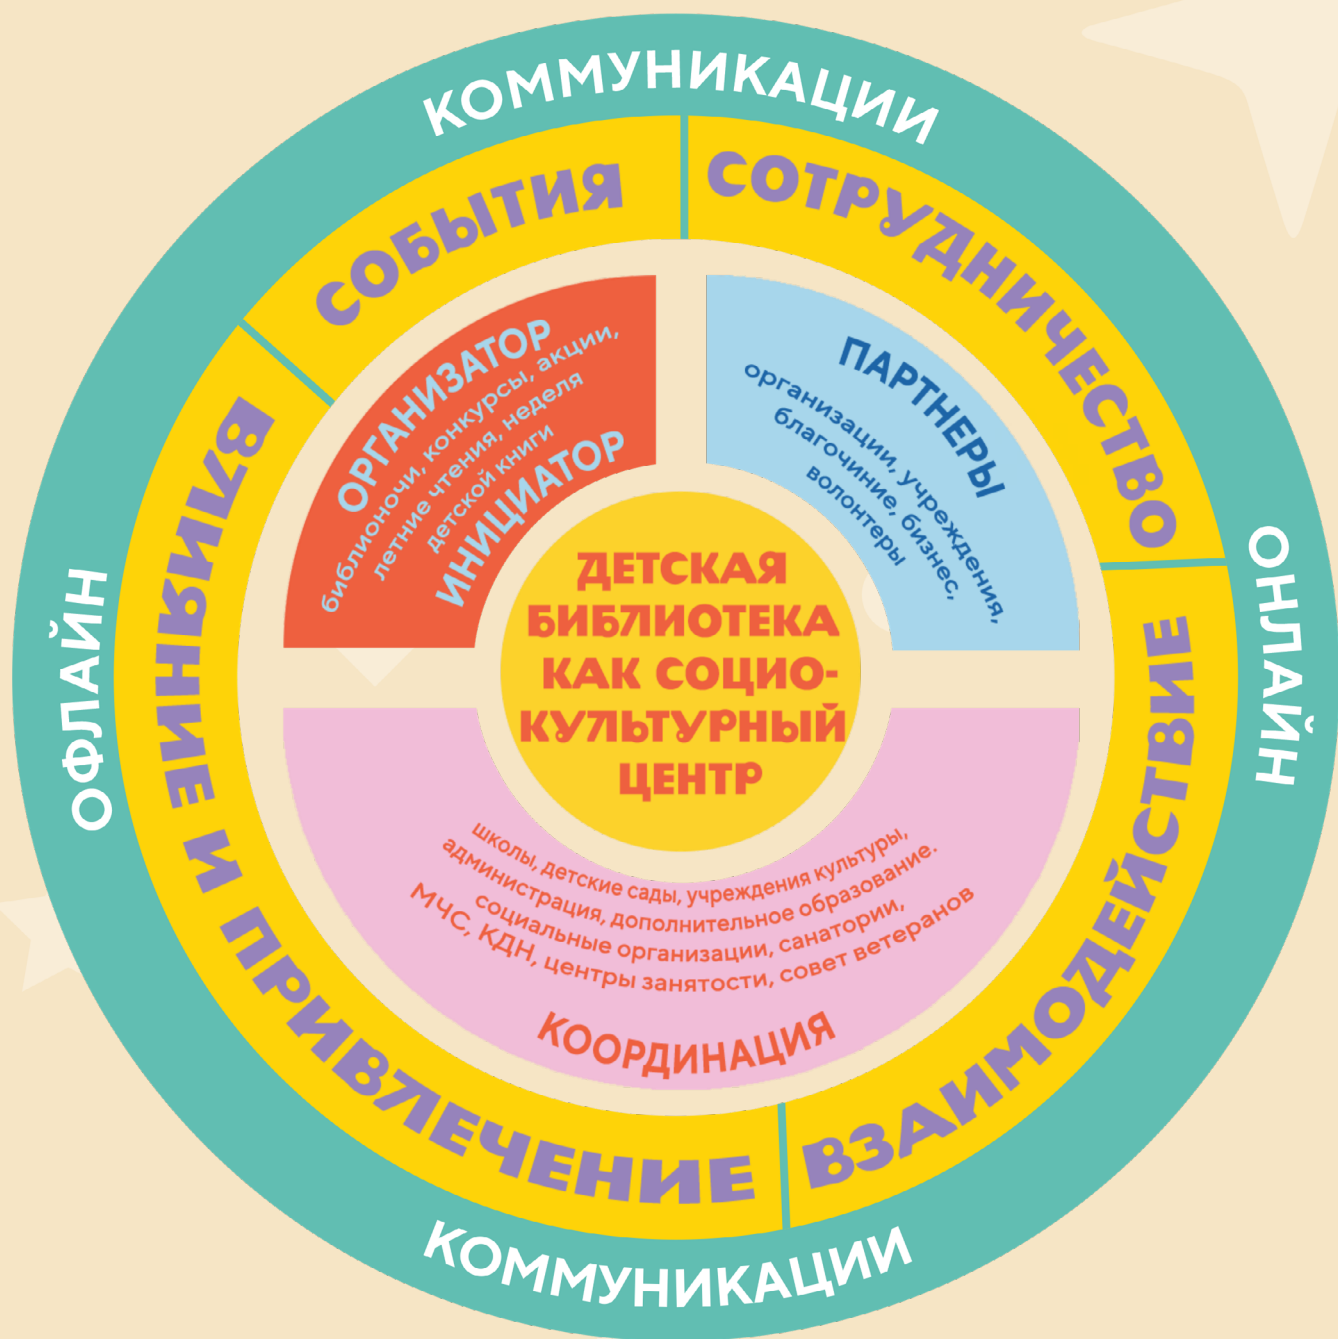 КОММУНИКАЦИИ
СОБЫТИЯ
СОТРУДНИЧЕСТВО
ОРГАНИЗАТОР
библионочи, конкурсы, акции,
летние чтения, неделя
детской книги
ИНИЦИАТОР
ПАРТНЕРЫ
организации, учреждения,
благочиние, бизнес,
волонтеры
ОФЛАЙН
ВЛИЯНИЕ И ПРИВЛЕЧЕНИЕ
ДЕТСКАЯ
БИБЛИОТЕКА
КАК СОЦИО-
КУЛЬТУРНЫЙ
ЦЕНТР
ВЗАИМОДЕЙСТВИЕ
ОНЛАЙН
школы, детские сады, учреждения культуры,
администрация, дополнительное образование.
социальные организации, санатории,
МЧС, КДН, центры занятости, совет ветеранов
КООРДИНАЦИЯ
КОММУНИКАЦИИ